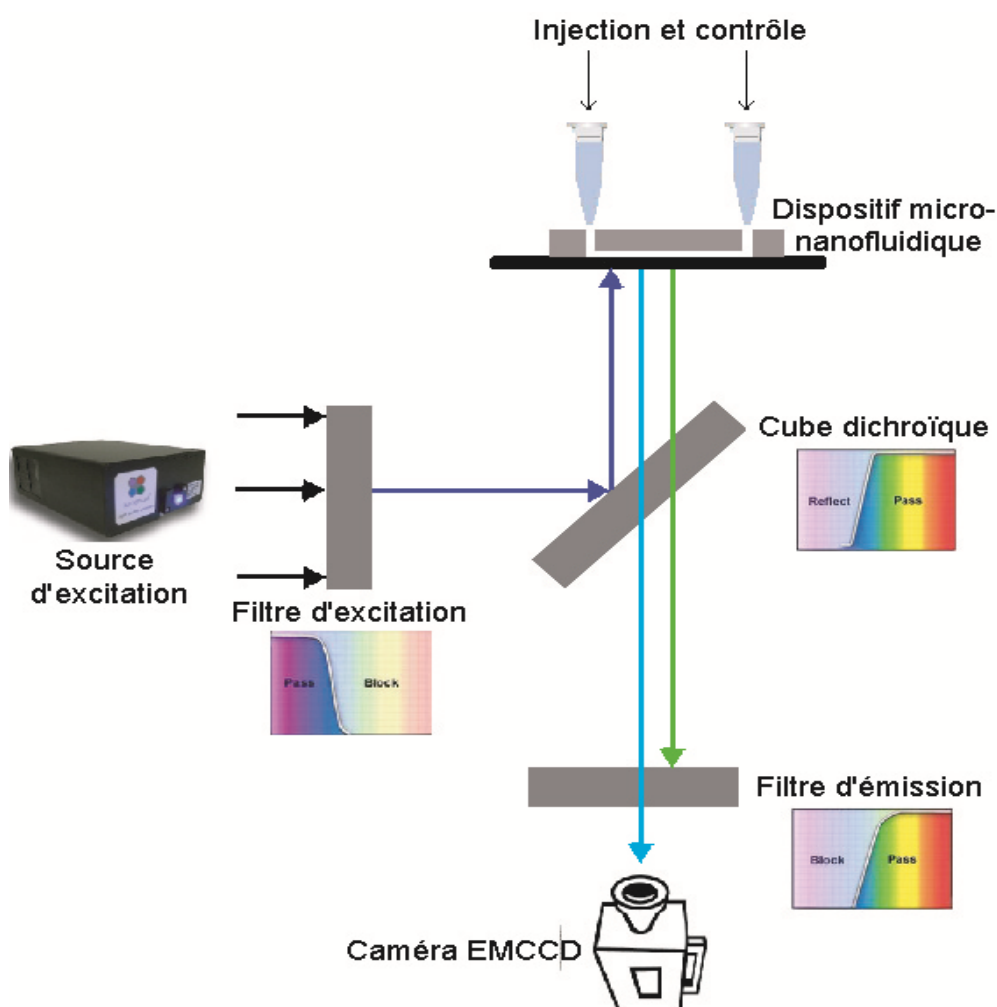 Injection et contrôle
Dispositif micro-
nanofluidique
Cube dichroïque
Reflect
Pass
Source
d'excitation
Filtre d'excitation
Pass
Block
Filtre d'émission
Block
Pass
Caméra EMCCD